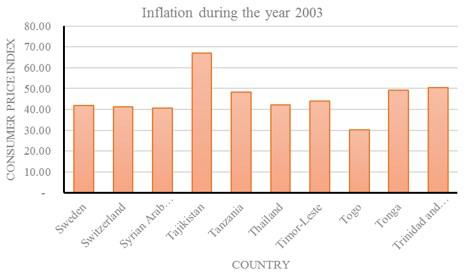 Inflation during the year 2003
CONSUMER PRICE INDEX
80.00
70.00
60.00
50.00
40.00
30.00
20.00
10.00
-
Sweden
Switzerland
Syrian Arab...
Tajikistan
Tanzania
Thailand
Timor-Leste
Togo
Tonga
Trinidad and...
COUNTRY